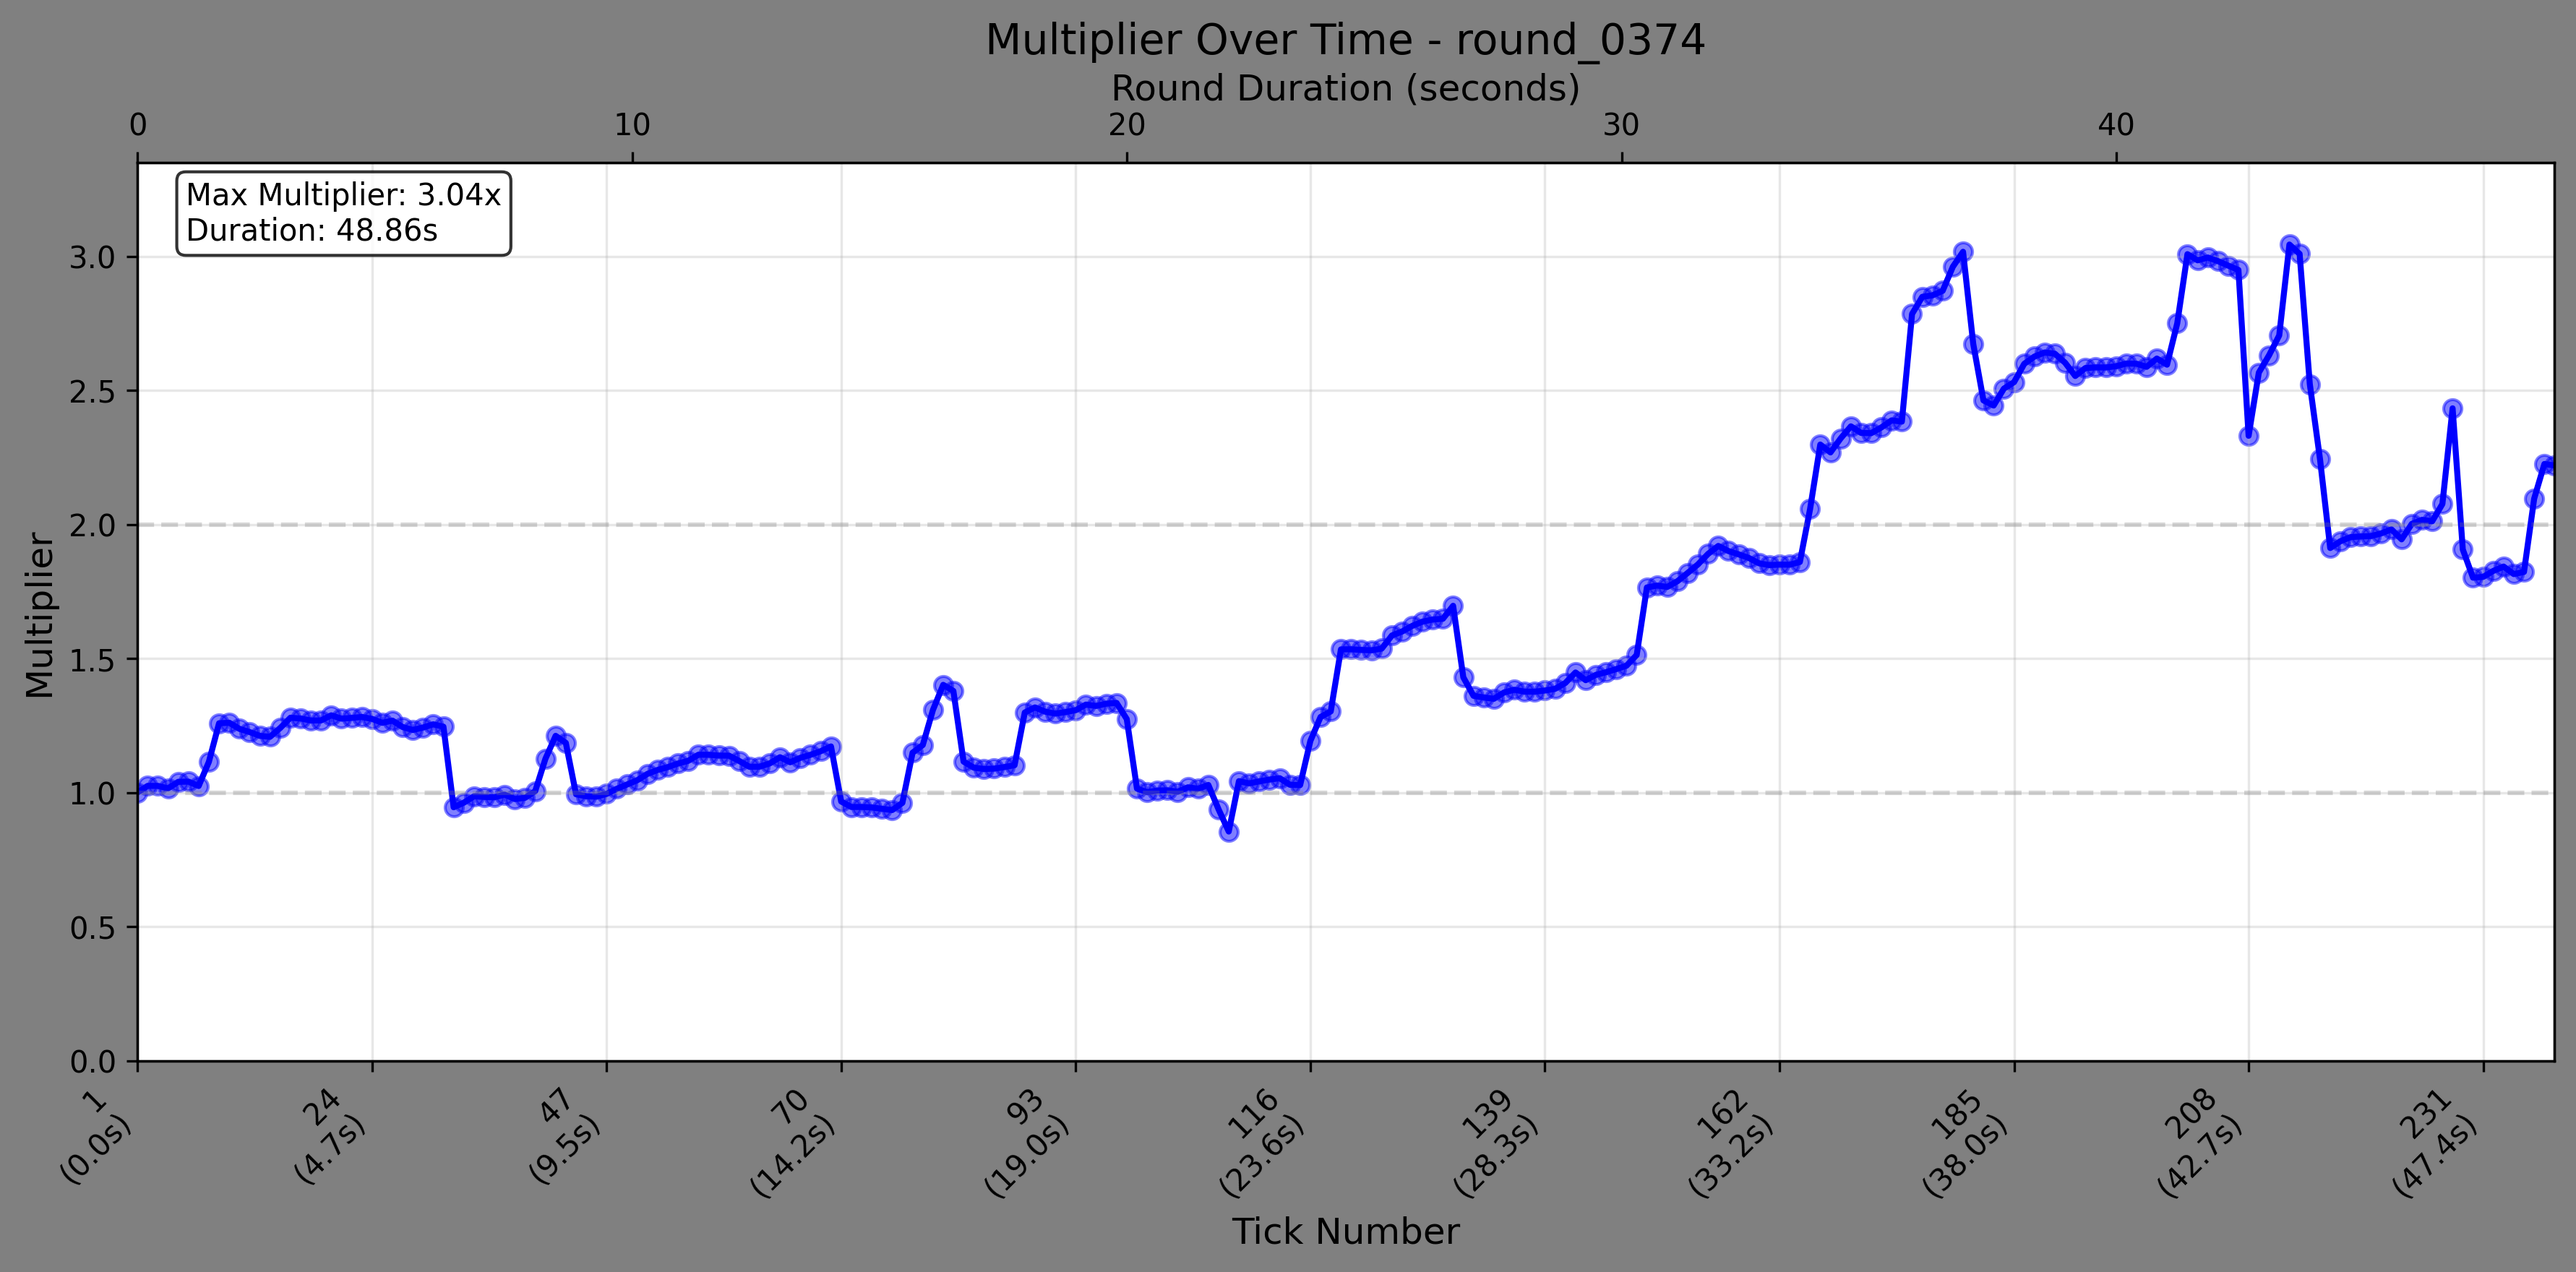 Multiplier Over Time - round_0374
Round Duration (seconds)
0 10 20 30 40
Max Multiplier: 3.04x
Duration: 48.86s
Multiplier
3.0
2.5
2.0
1.5
1.0
0.5
0.0
1
(0.0s)
24
(4.7s)
47
(9.5s)
70
(14.2s)
93
(19.0s)
116
(23.6s)
139
(28.3s)
162
(33.2s)
185
(38.0s)
208
(42.7s)
231
(47.4s)
Tick Number